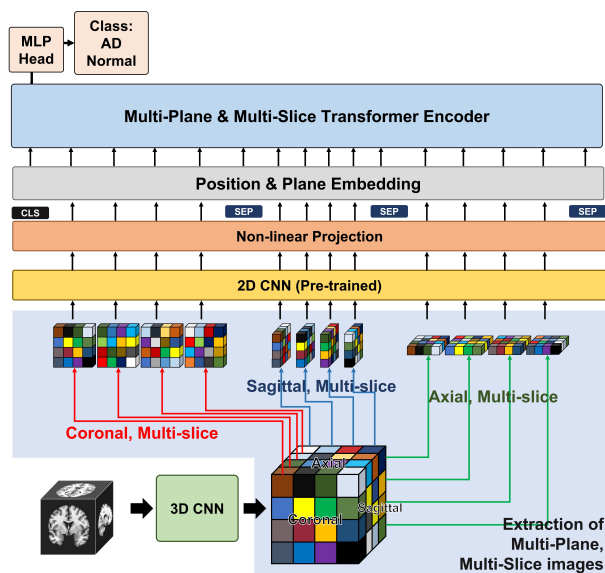 MLP
Head
Class:
AD
Normal
Multi-Plane & Multi-Slice Transformer Encoder
Position & Plane Embedding
CLS
SEP
SEP
SEP
Non-linear Projection
2D CNN (Pre-trained)
Sagittal, Multi-slice
Axial, Multi-slice
Coronal, Multi-slice
Axial
Sagittal
Coronal
3D CNN
Extraction of
Multi-Plane,
Multi-Slice images